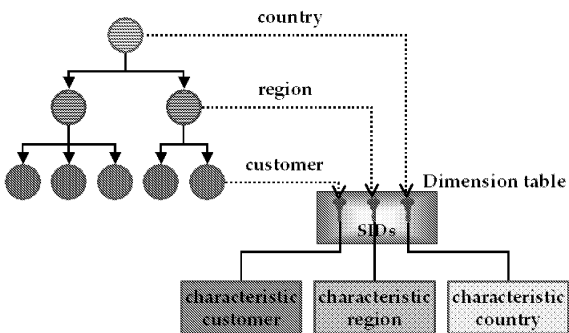 country
region
customer
Dimension table
SIDs
characteristic
customer
characteristic
region
characteristic
country